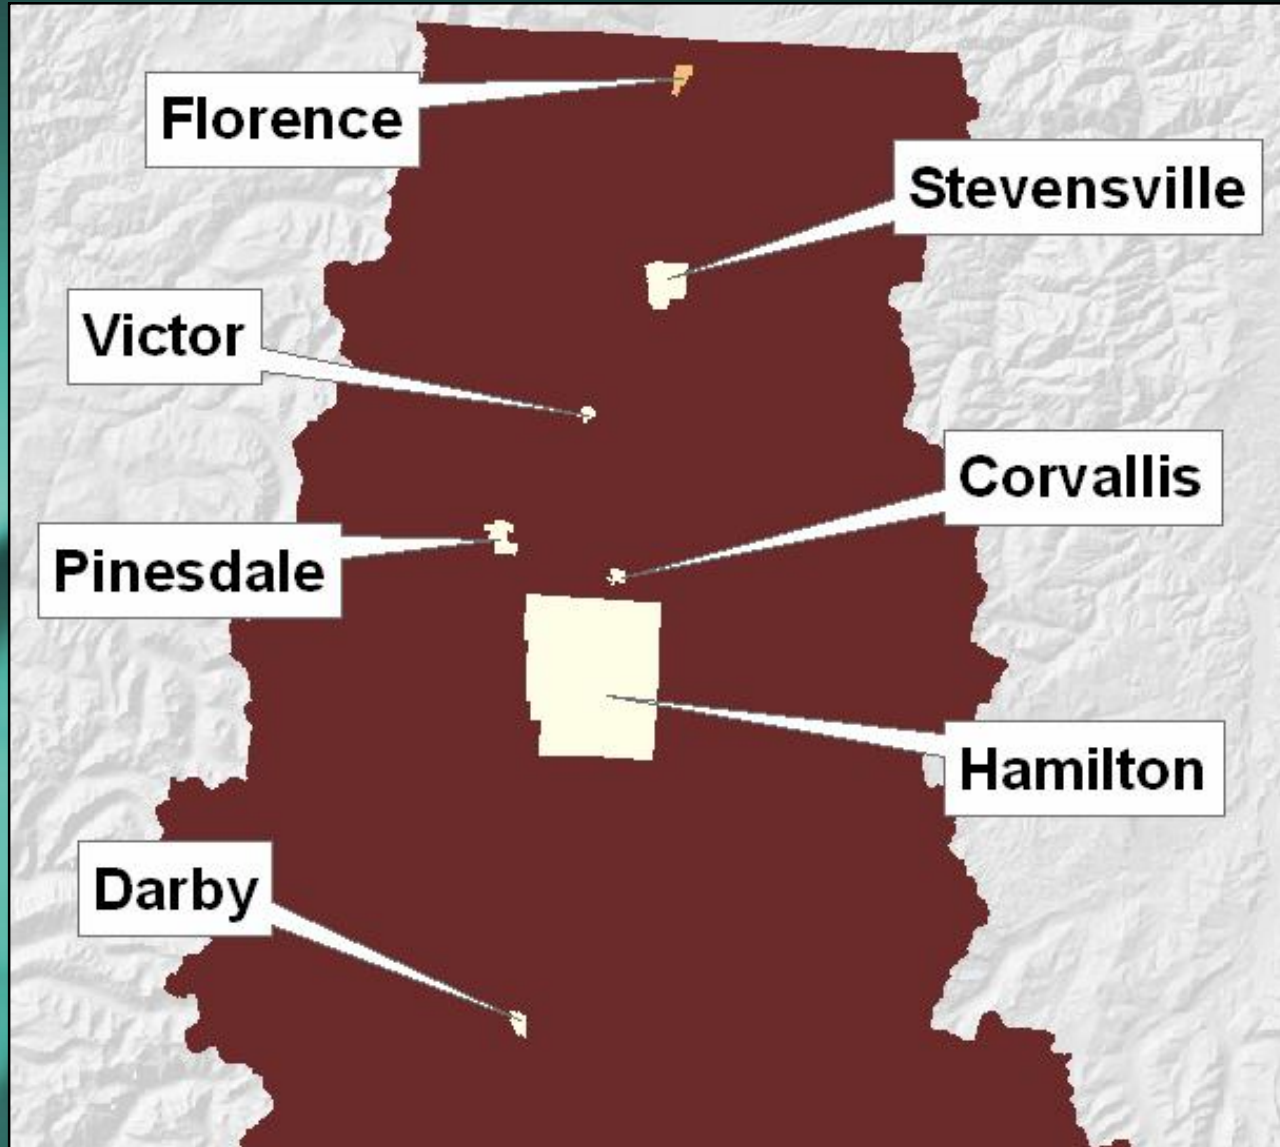 Florence
Stevensville
Victor
Corvallis
Pinesdale
Hamilton
Darby